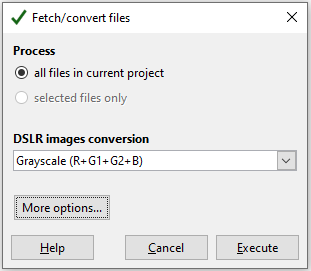 Fetch/convert files
Process
all files in current project
selected files only
DSLR images conversion
Grayscale (R+G1+G2+B)
More options...
Help Cancel Execute